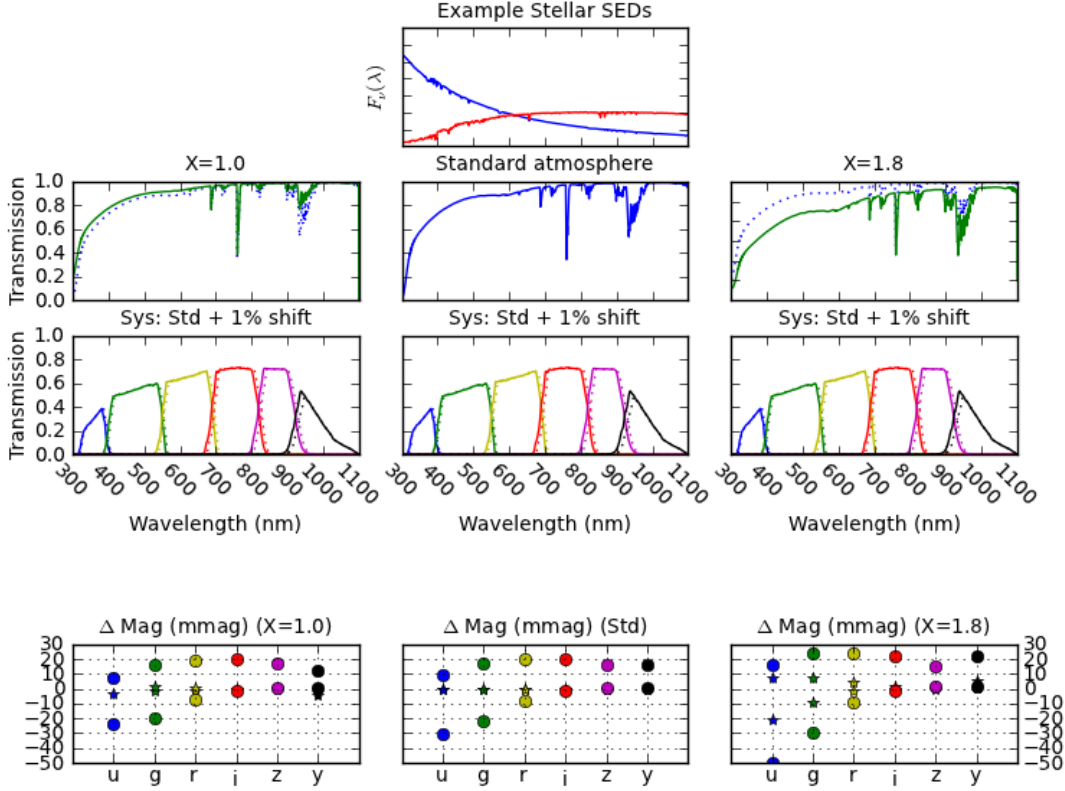 Example Stellar SEDs
Fν(λ)
X=1.0
Standard atmosphere
X=1.8
Transmission
1.0
0.8
0.6
0.4
0.2
0.0
Sys: Std + 1% shift
Sys: Std + 1% shift
Sys: Std + 1% shift
Transmission
1.0
0.8
0.6
0.4
0.2
0.0
300 400 500 600 700 800 900 1000 1100
300 400 500 600 700 800 900 1000 1100
300 400 500 600 700 800 900 1000 1100
Wavelength (nm)
Wavelength (nm)
Wavelength (nm)
Δ Mag (mmag) (X=1.0)
Δ Mag (mmag) (Std)
Δ Mag (mmag) (X=1.8)
30 30
20 20
10 10
0 0
−10 −10
−20 −20
−30 −30
−40 −40
−50 −50
u g r i z y
u g r i z y
u g r i z y